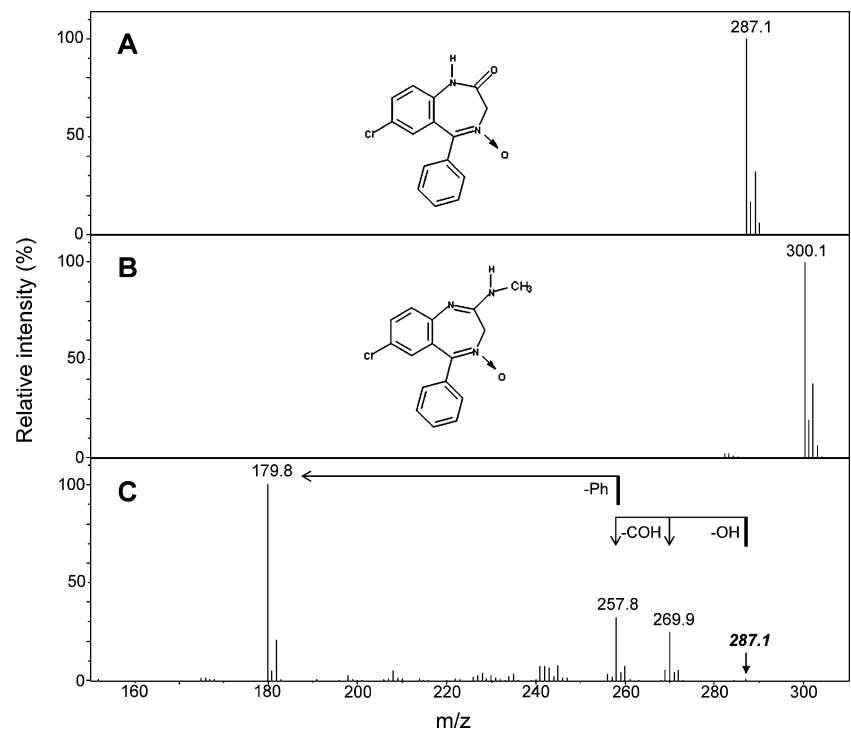 Relative intensity (%)
A
100
50
0
287.1
H
N
O
Cl
N
O
B
100
50
0
300.1
H
N
CH3
N
Cl
N
O
C
100
50
0
179.8
-Ph
-COH
-OH
257.8
269.9
287.1
160 180 200 220 240 260 280 300
m/z